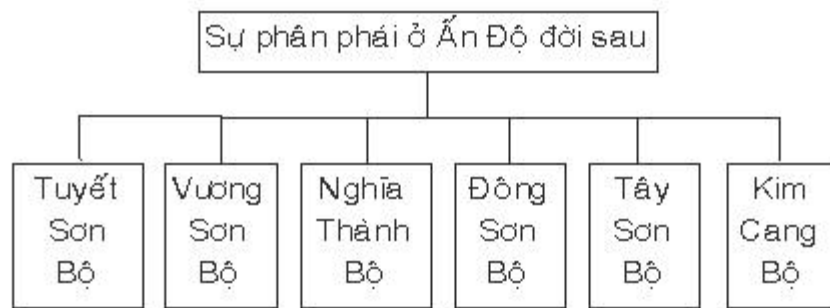 Sự phân phái ở Ấn Độ đời sau
Tuyết
Sơn
Bộ
Vương
Sơn
Bộ
Nghĩa
Thành
Bộ
Đông
Sơn
Bộ
Tây
Sơn
Bộ
Kim
Cang
Bộ